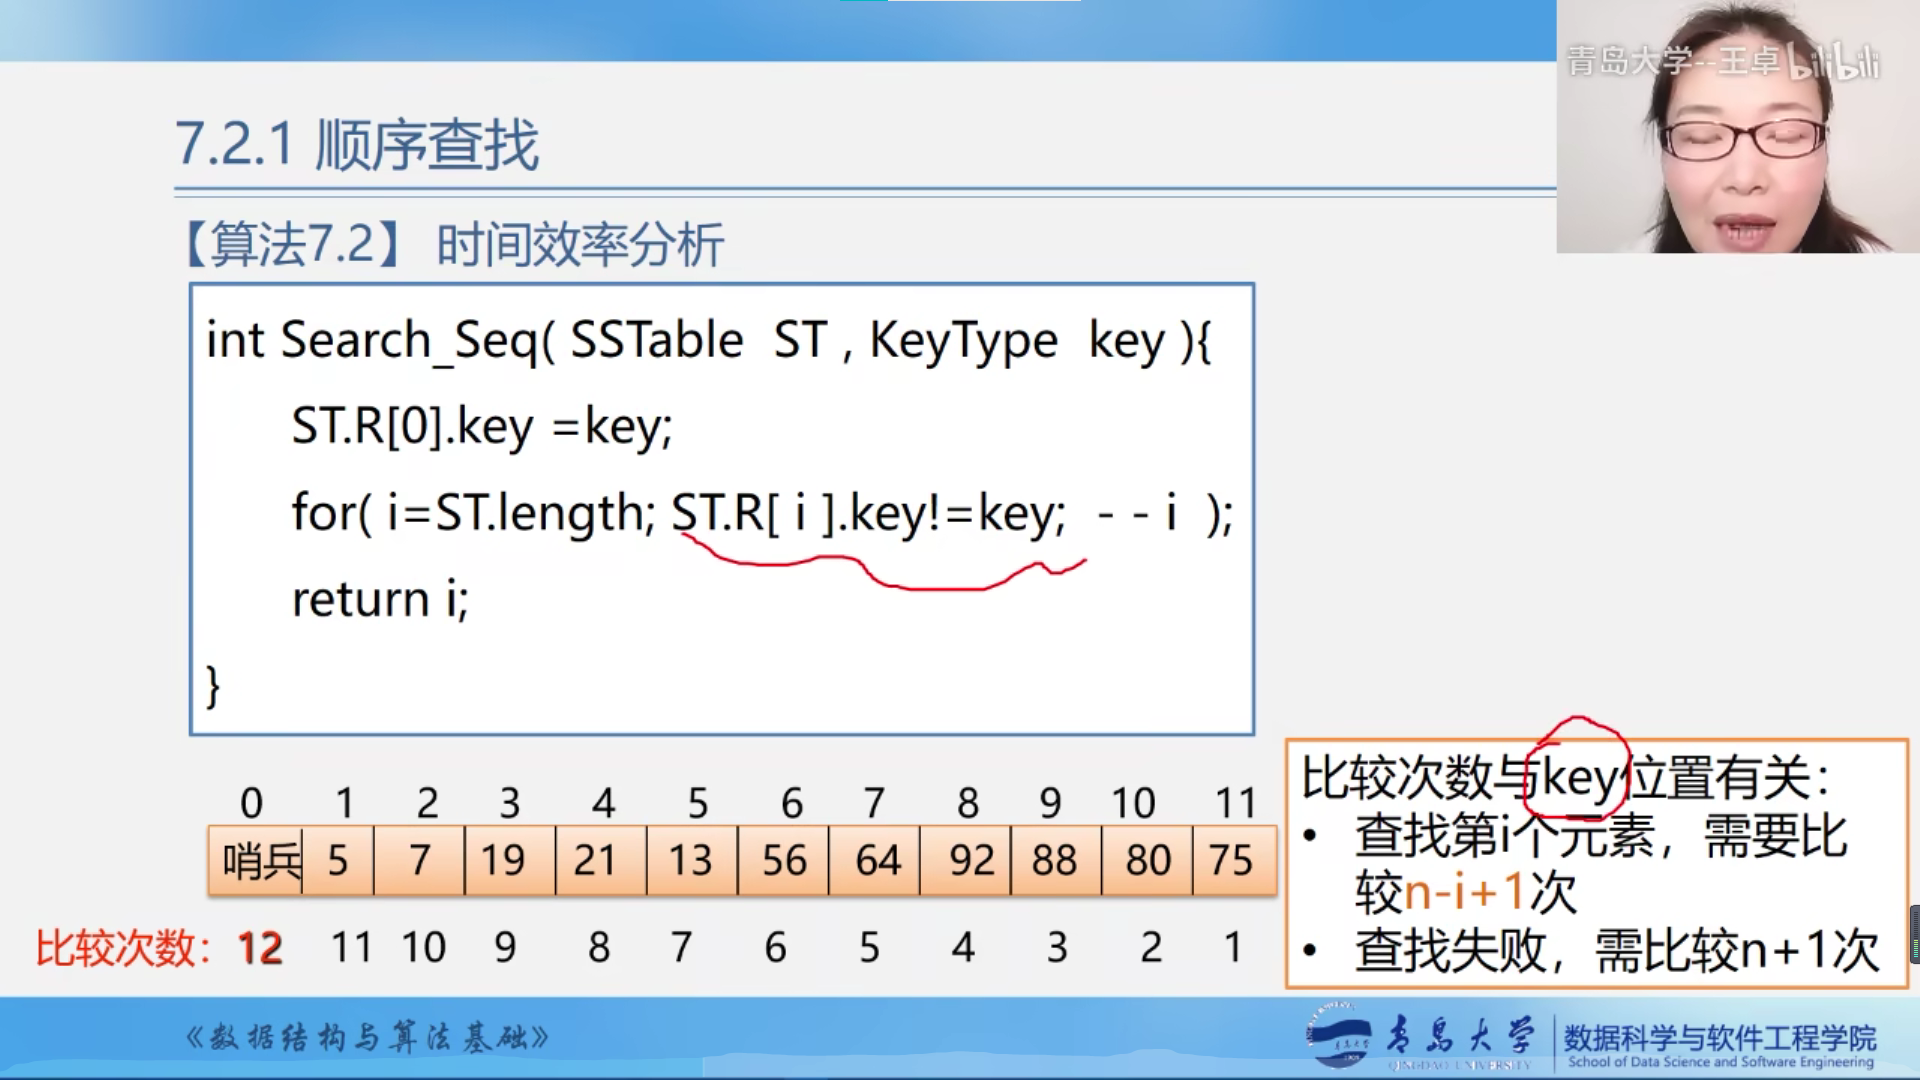 青岛大学--王卓 bilibili
7.2.1 顺序查找
【算法7.2】 时间效率分析
int Search_Seq( SSTable ST , KeyType key ){
ST.R[0].key =key;
for( i=ST.length; ST.R[ i ].key!=key; - - i );
return i;
}
0 1 2 3 4 5 6 7 8 9 10 11
哨兵 5 7 19 21 13 56 64 92 88 80 75
比较次数： 12 11 10 9 8 7 6 5 4 3 2 1
比较次数与key位置有关：
• 查找第i个元素，需要比
较n-i+1次
• 查找失败，需比较n+1次
《数据结构与算法基础》
青岛大学
QINGDAO UNIVERSITY
数据科学与软件工程学院
School of Data Science and Software Engineering